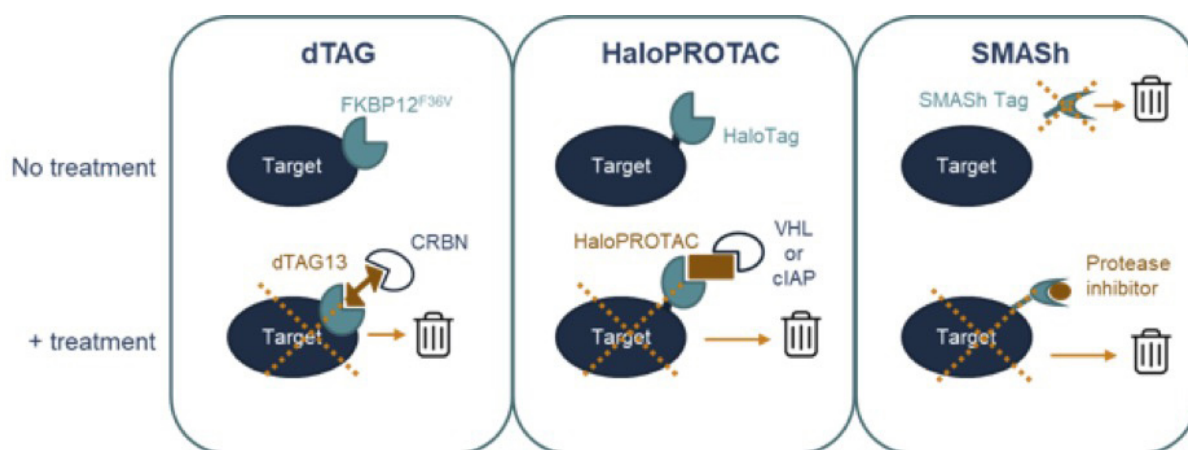 dTAG
HaloPROTAC
SMASh
FKBP12F36V
SMASh Tag
HaloTag
No treatment
Target
Target
Target
CRBN
dTAG13
HaloPROTAC
VHL
or
cIAP
Protease
inhibitor
+ treatment
Target
Target
Target